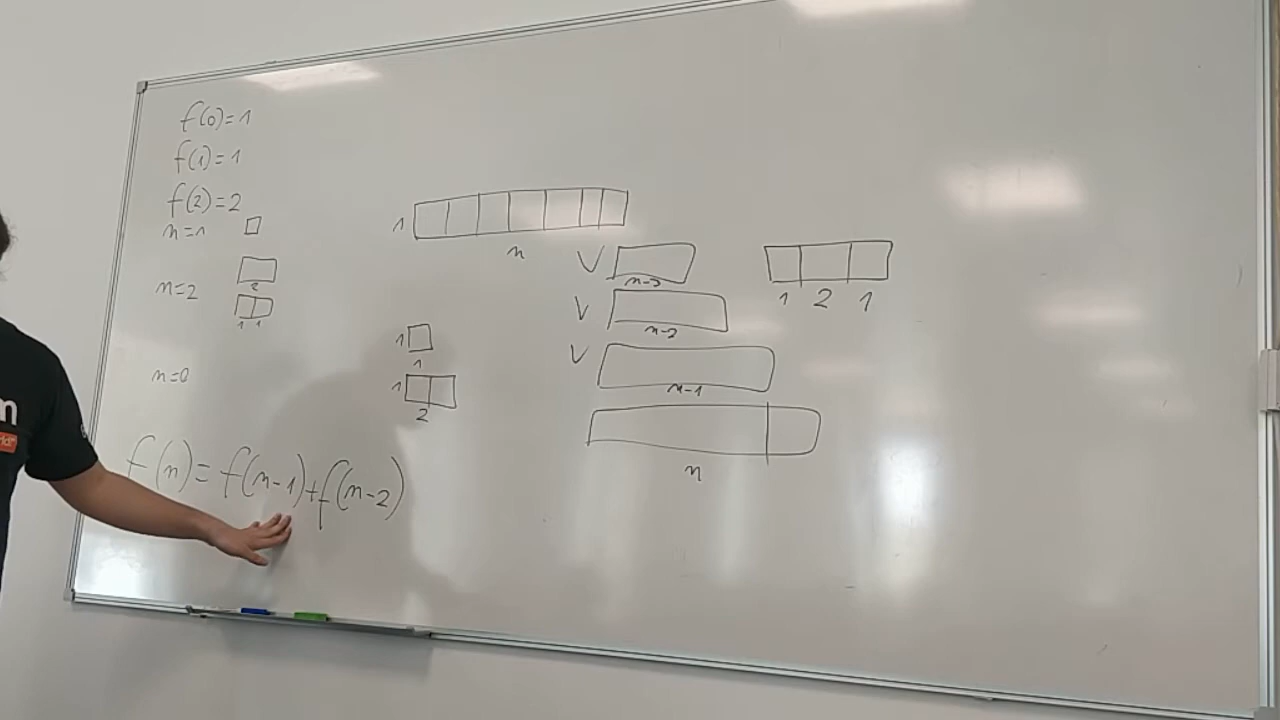 f(0)=1
f(1)=1
f(2)=2
n=1
n=2
2
1 1
n=0
f(n)=f(n-1)+f(n-2)
1
n
1
1
1
2
V
n-3
V
n-2
V
n-1
n
1 2 1